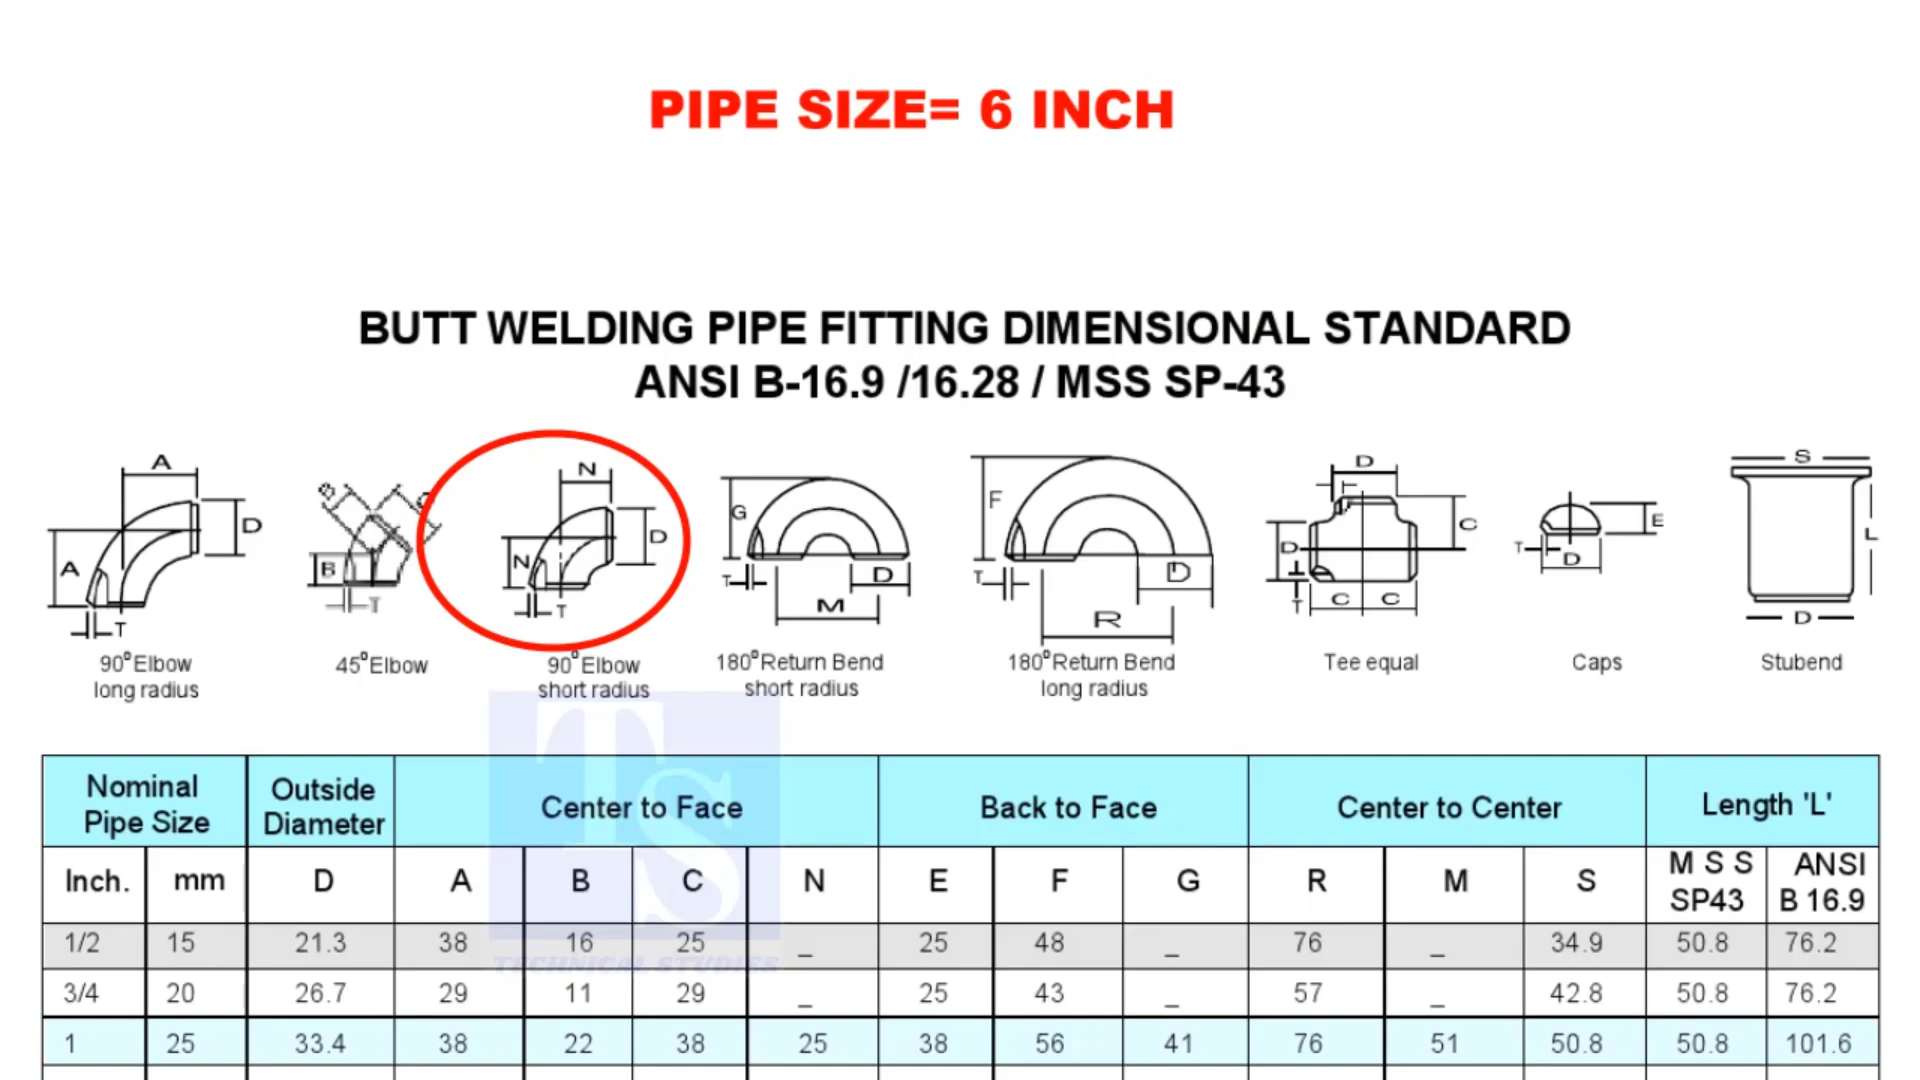 PIPE SIZE= 6 INCH
BUTT WELDING PIPE FITTING DIMENSIONAL STANDARD
ANSI B-16.9 /16.28 / MSS SP-43
A
A
D
T
90° Elbow
long radius
B
C
B
T
45° Elbow
N
N
D
T
90° Elbow
short radius
G
T
D
M
180° Return Bend
short radius
F
T
D
R
180° Return Bend
long radius
D
T
D
C
T
C
C
Tee equal
T
D
E
Caps
S
L
D
Stubend
TS
TECHNICAL STUDIES
Nominal Pipe Size Outside Diameter Center to Face Back to Face Center to Center Length 'L'
Inch. mm D A B C N E F G R M S M S S SP43 ANSI B 16.9
1/2 15 21.3 38 16 25 _ 25 48 _ 76 _ 34.9 50.8 76.2
3/4 20 26.7 29 11 29 _ 25 43 _ 57 _ 42.8 50.8 76.2
1 25 33.4 38 22 38 25 38 56 41 76 51 50.8 50.8 101.6